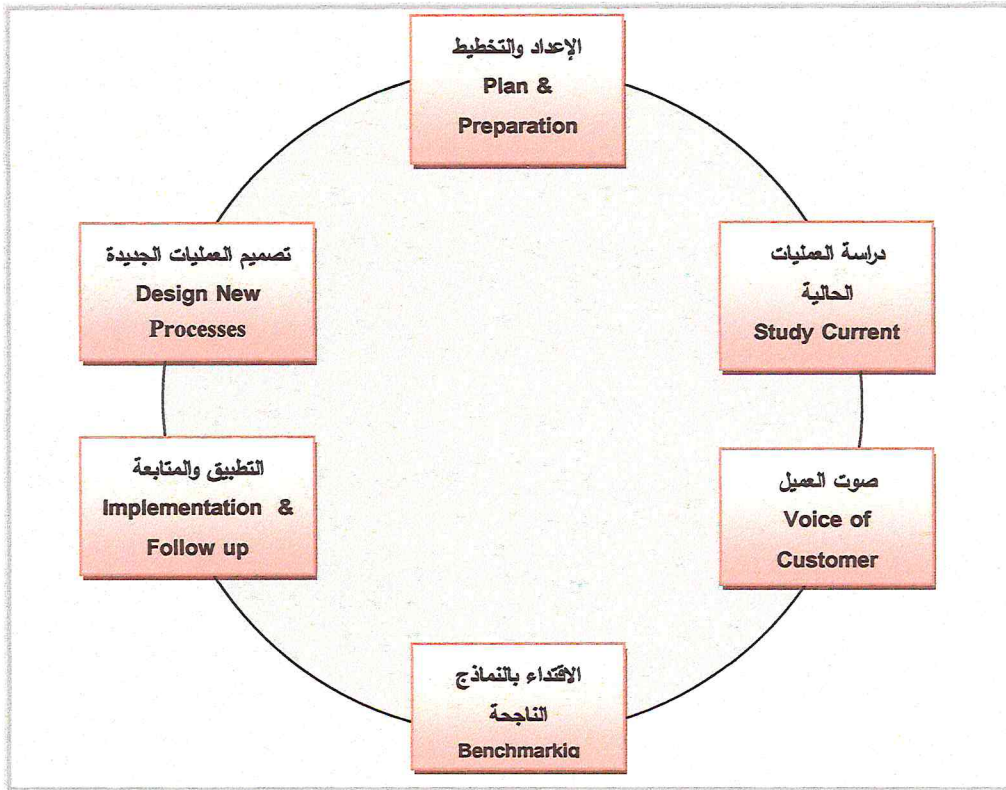 الإعداد والتخطيط
Plan &
Preparation
دراسة العمليات
الحالية
Study Current
صوت العميل
Voice of
Customer
الاقتداء بالنماذج
الناجحة
Benchmarkiq
التطبيق والمتابعة
Implementation &
Follow up
تصميم العمليات الجديدة
Design New
Processes